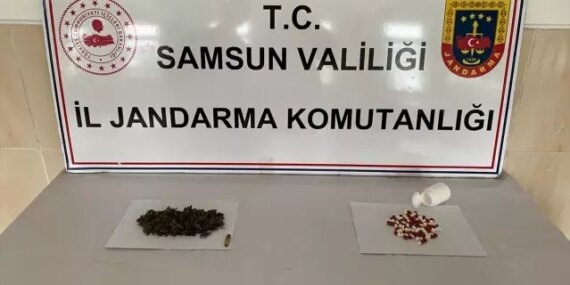 T.C.
SAMSUN VALİLİĞİ
İL JANDARMA KOMUTANLIĞI
JANDARMA